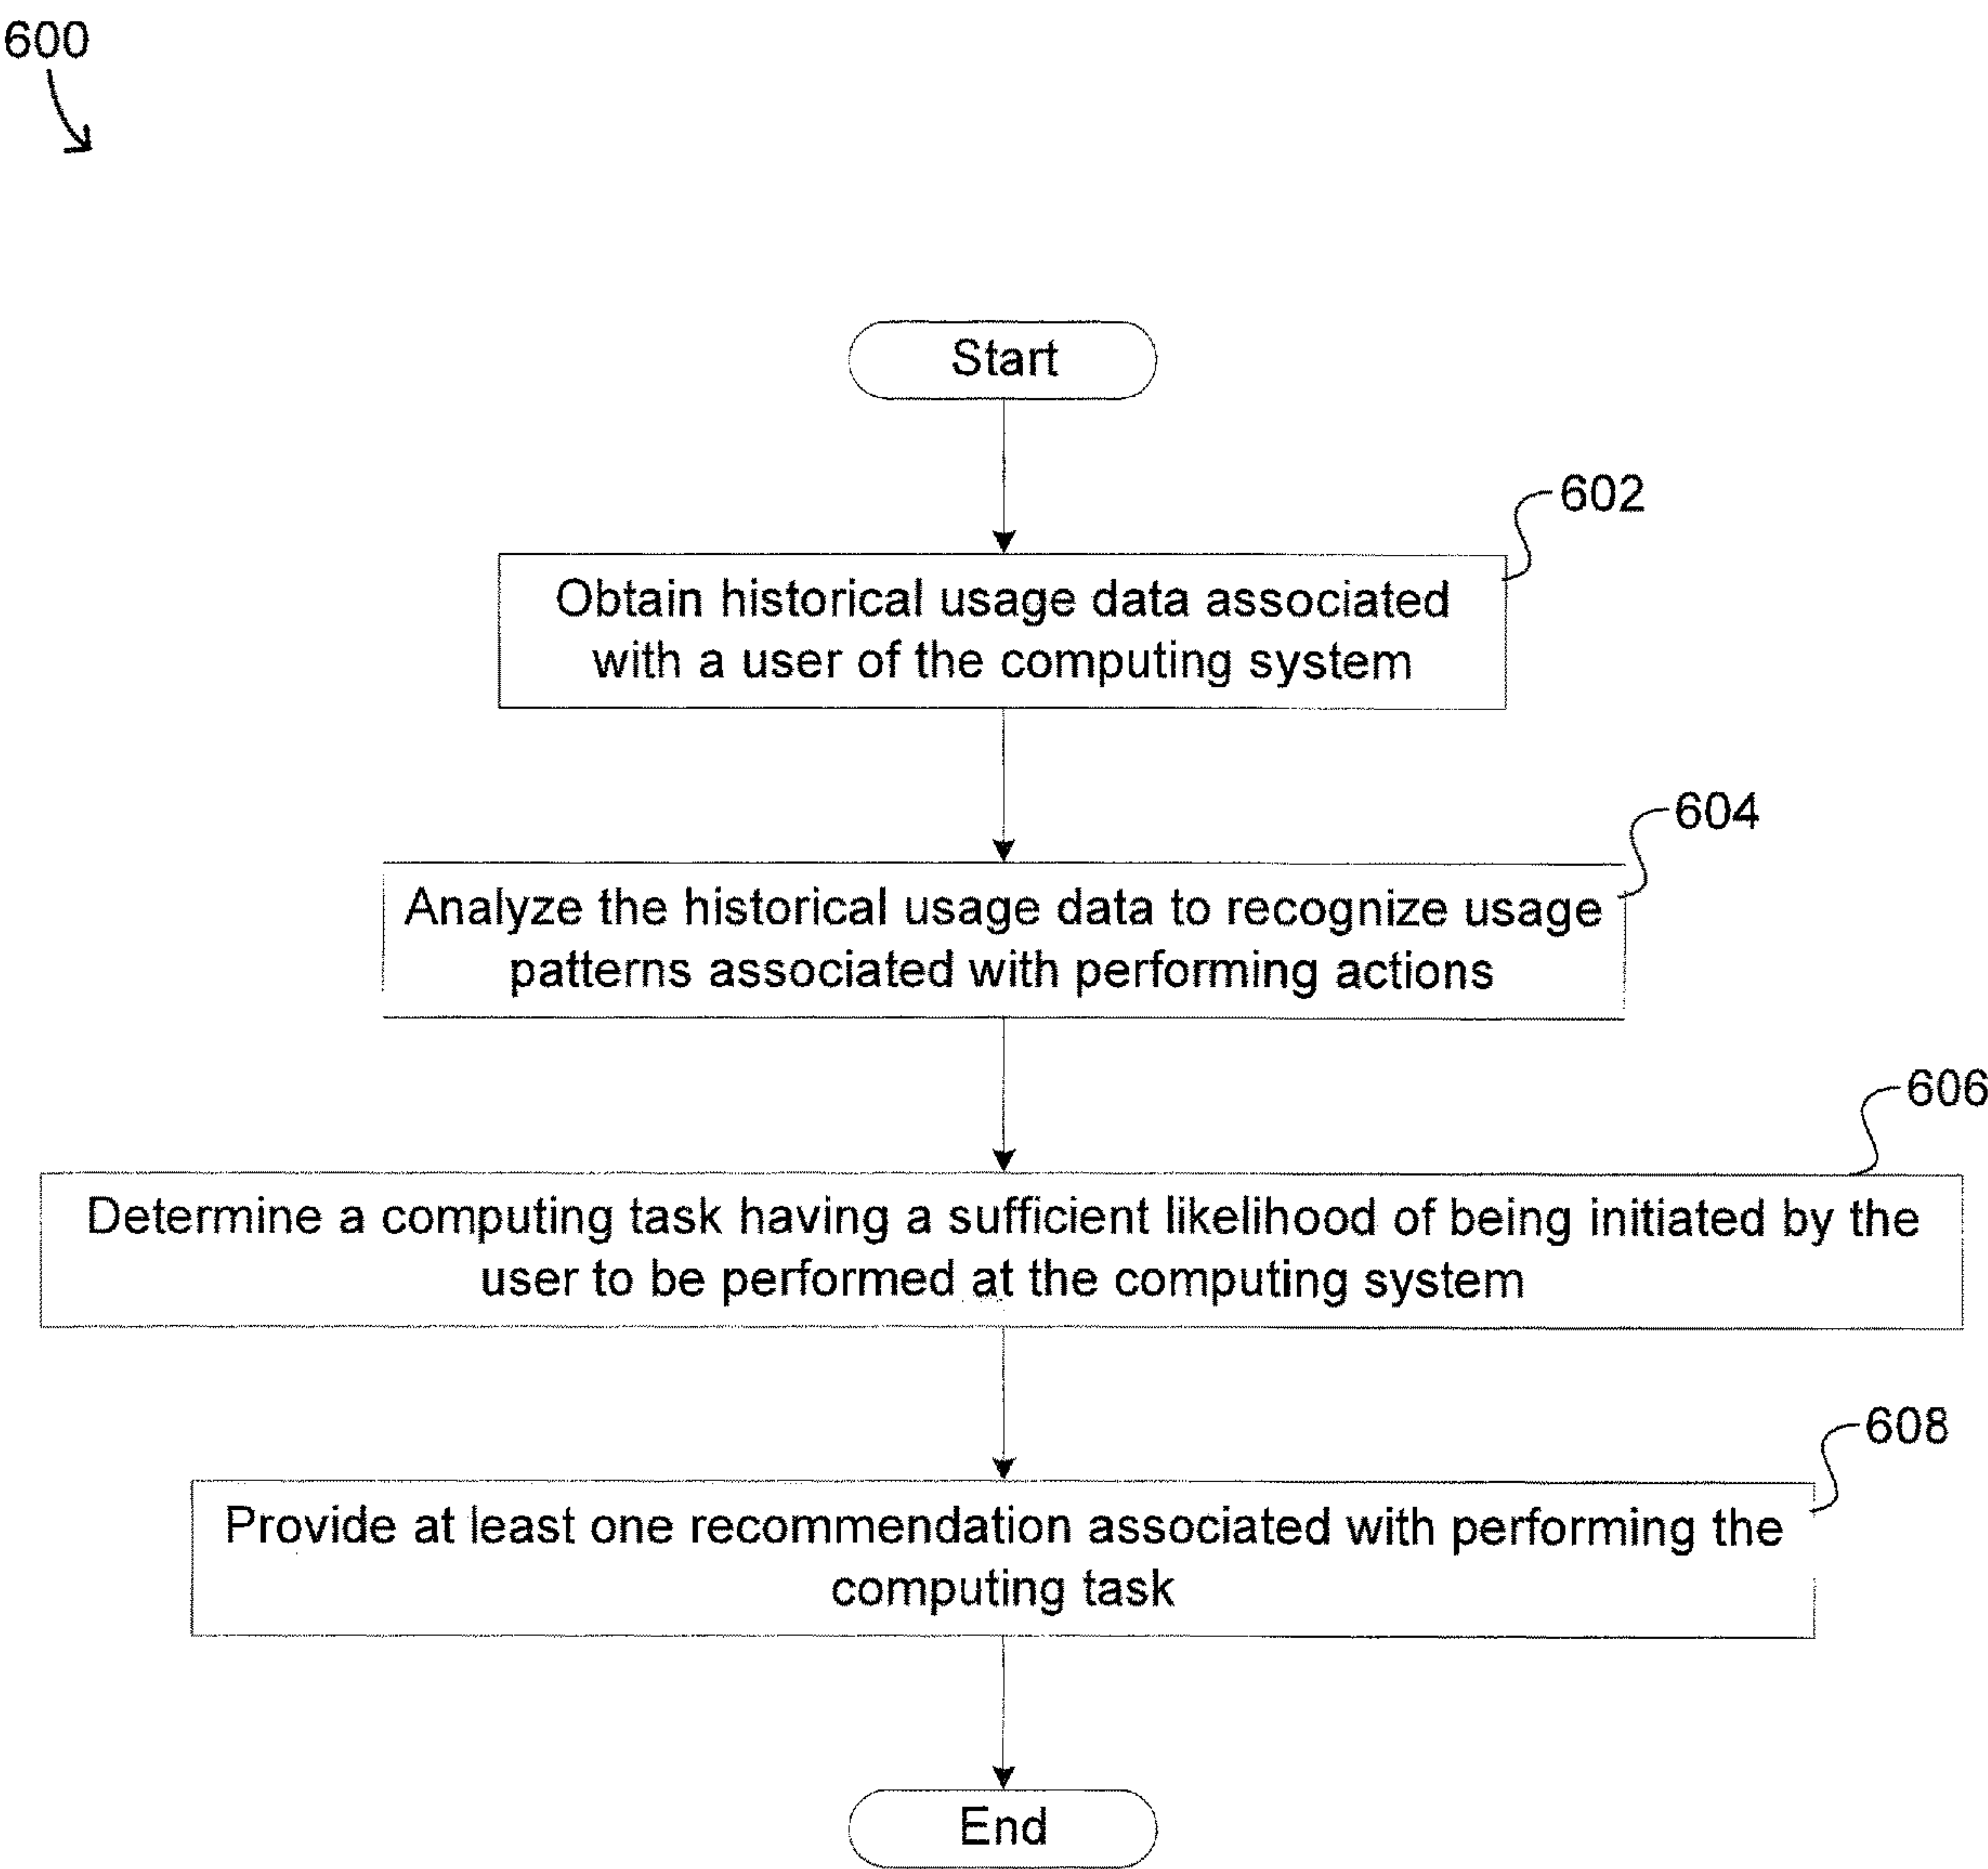 600
Start
602
Obtain historical usage data associated
with a user of the computing system
604
Analyze the historical usage data to recognize usage
patterns associated with performing actions
606
Determine a computing task having a sufficient likelihood of being initiated by the
user to be performed at the computing system
608
Provide at least one recommendation associated with performing the
computing task
End